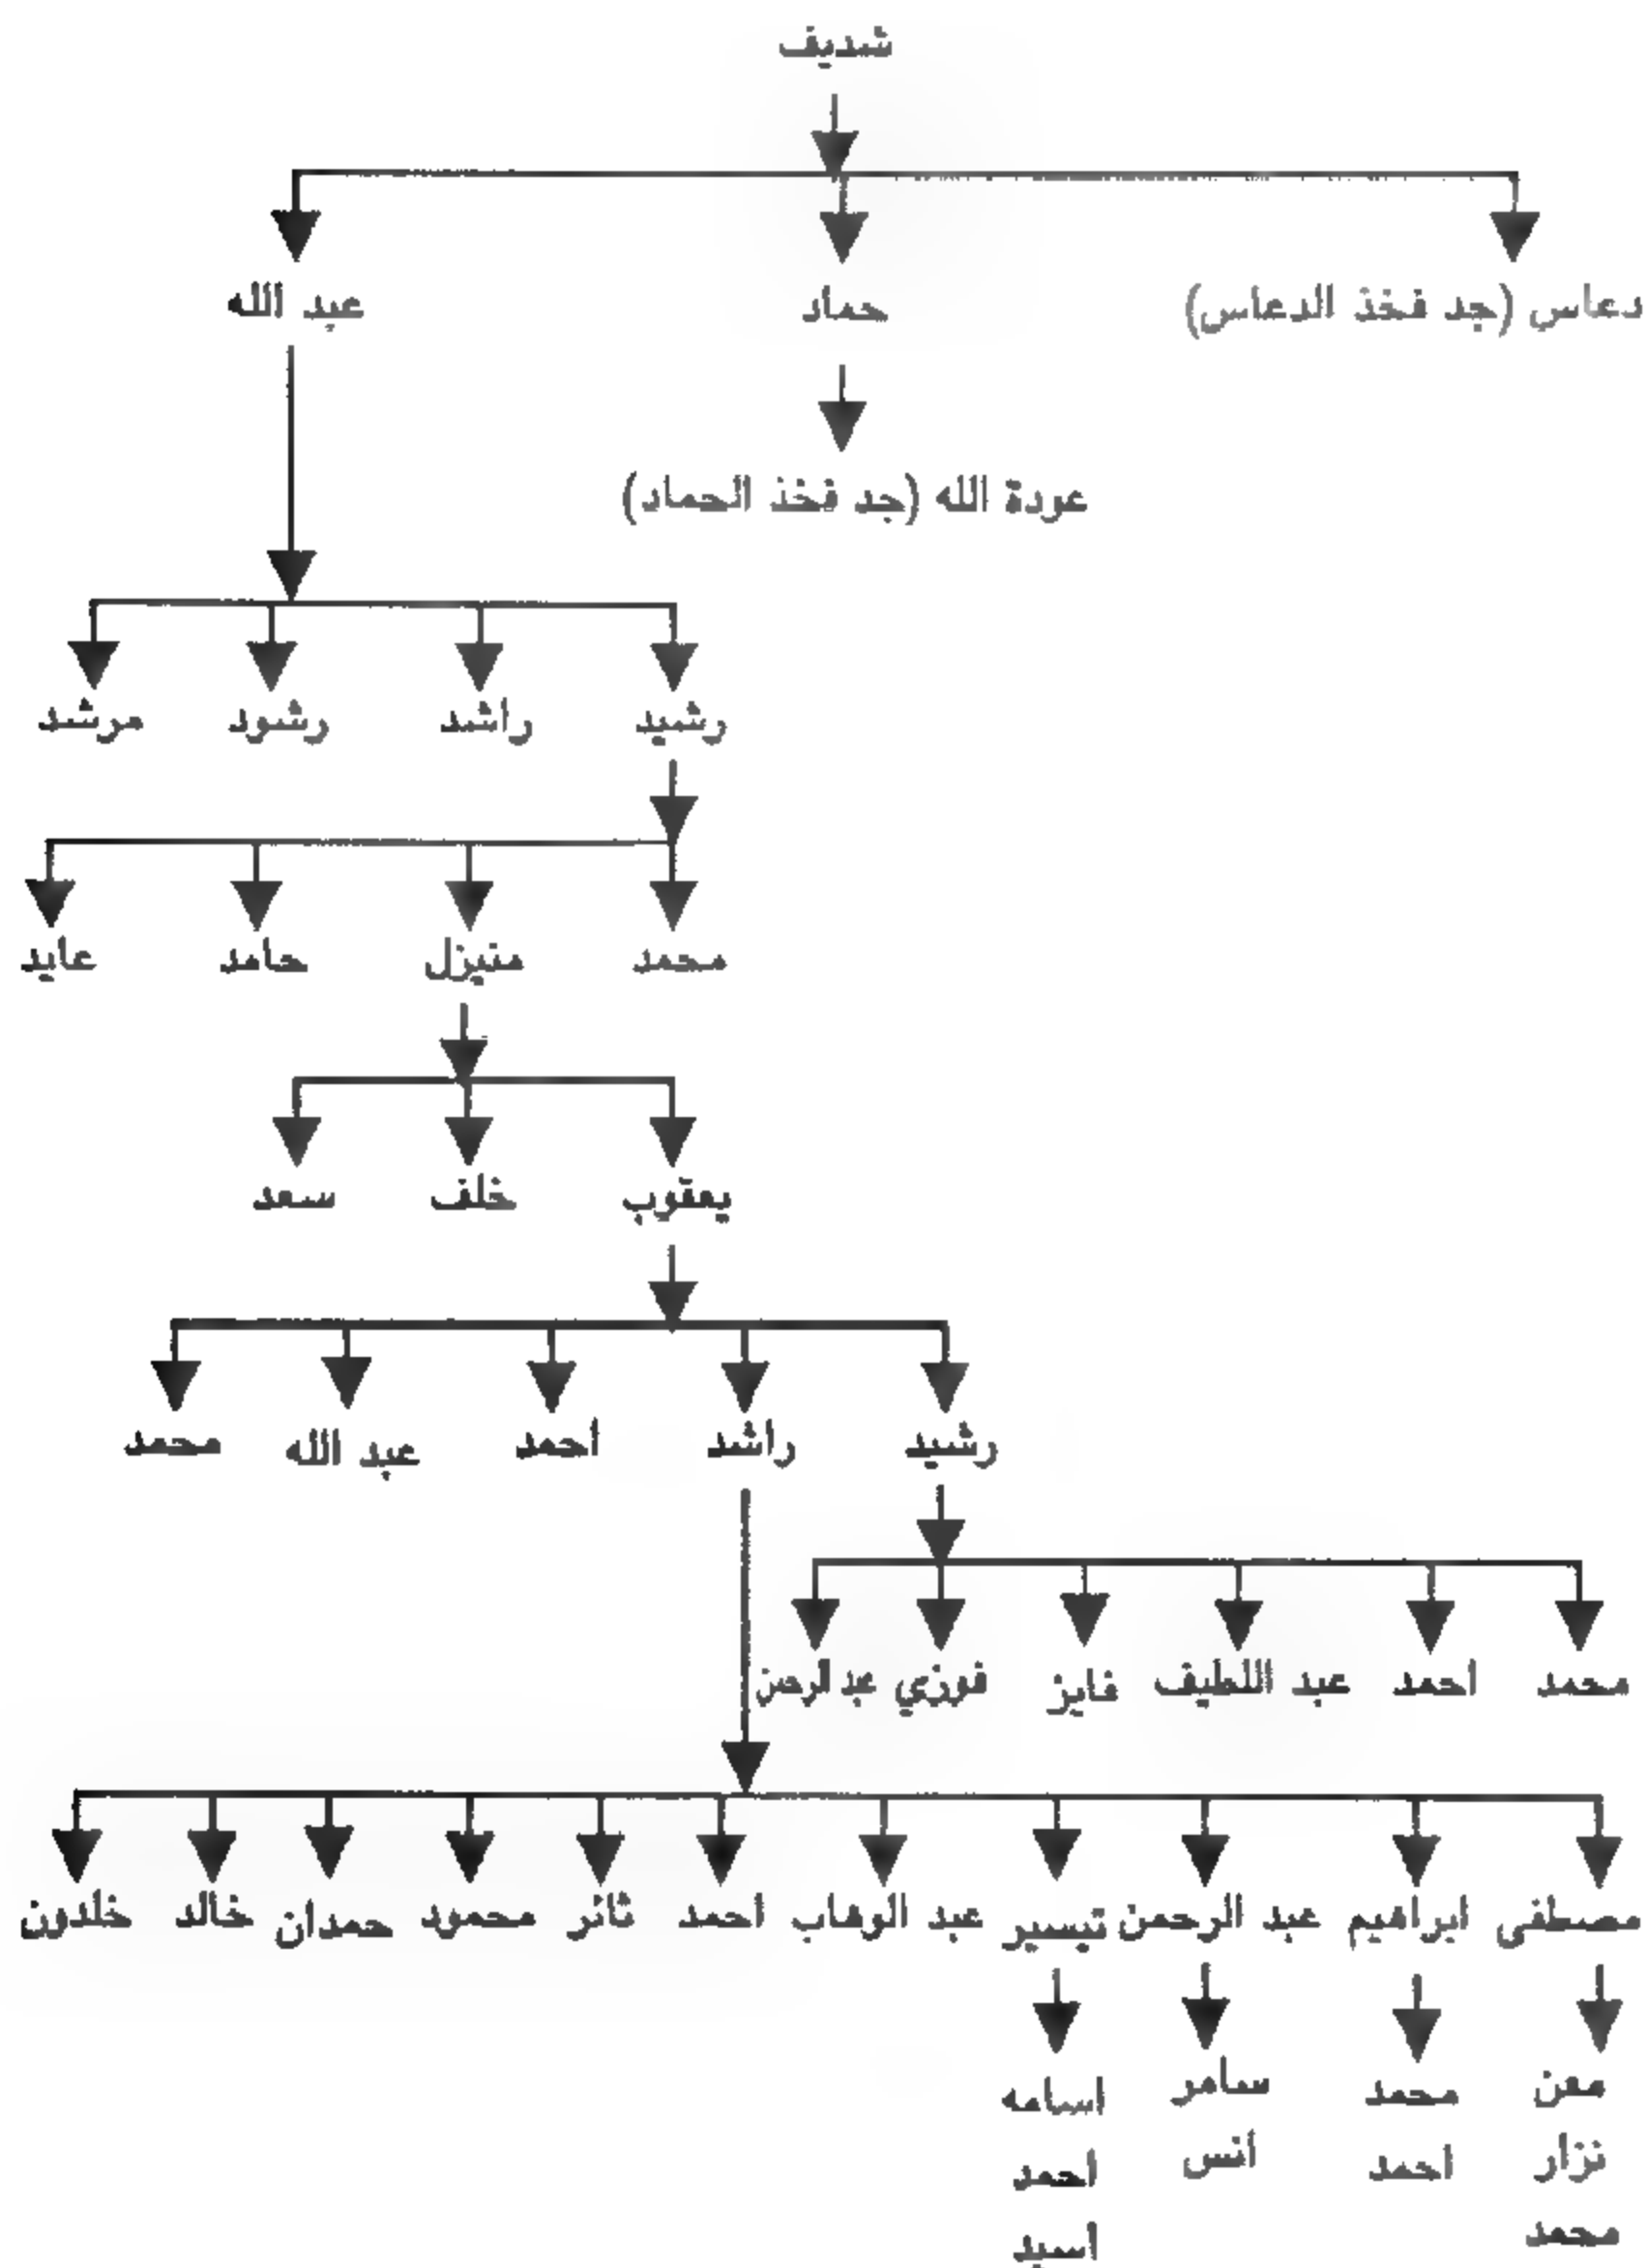 شديف
دعاس (جد فخذ الدعاس) حماد عبد الله
عودة الله (جد فخذ الحماد)
رشيد راشد رشود مرشد
محمد منيزل حامد عايد
يعقوب خلف سعد
رشيد راشد احمد عبد الله محمد
محمد احمد عبد اللطيف فايز فوزي عبد الرحمن
مصطفى ابراهيم عبد الرحمن تيسير عبد الوهاب احمد ثائر محمود حمدان خالد خلدون
معن محمد سامر اسامه
نزار احمد انس احمد
محمد اسيد